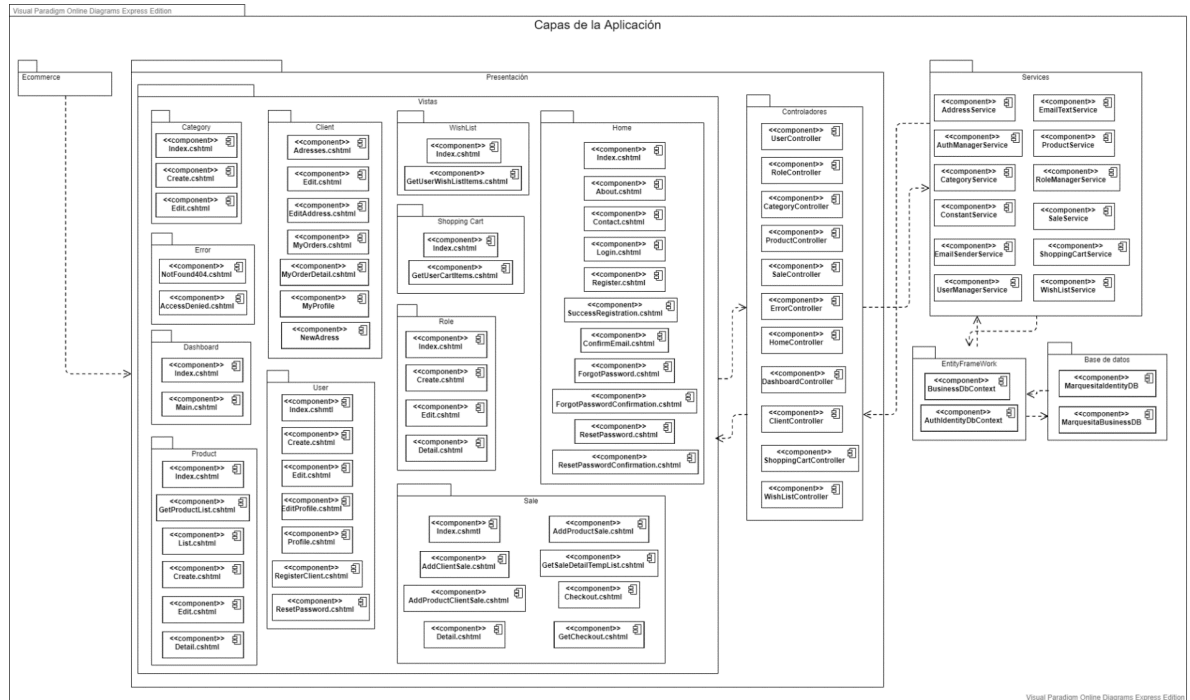 Visual Paradigm Online Diagrams Express Edition
Capas de la Aplicación
Ecommerce
Presentación
Vistas
Category
<<component>>
Index.cshtml
<<component>>
Create.cshtml
<<component>>
Edit.cshtml
Error
<<component>>
NotFound404.cshtml
<<component>>
AccessDenied.cshtml
Dashboard
<<component>>
Index.cshtml
<<component>>
Main.cshtml
Product
<<component>>
Index.cshtml
<<component>>
GetProductList.cshtml
<<component>>
List.cshtml
<<component>>
Create.cshtml
<<component>>
Edit.cshtml
<<component>>
Detail.cshtml
Client
<<component>>
Adresses.cshtml
<<component>>
Edit.cshtml
<<component>>
EditAddress.cshtml
<<component>>
MyOrders.cshtml
<<component>>
MyOrderDetail.cshtml
<<component>>
MyProfile
<<component>>
NewAdress
User
<<component>>
Index.cshmtl
<<component>>
Create.cshtml
<<component>>
Edit.cshtml
<<component>>
EditProfile.cshtml
<<component>>
Profile.cshtml
<<component>>
RegisterClient.cshtml
<<component>>
ResetPassword.cshtml
WishList
<<component>>
Index.cshtml
<<component>>
GetUserWishListItems.cshtml
Shopping Cart
<<component>>
Index.cshtml
<<component>>
GetUserCartItems.cshtml
Role
<<component>>
Index.cshtml
<<component>>
Create.cshtml
<<component>>
Edit.cshtml
<<component>>
Detail.cshtml
Home
<<component>>
Index.cshtml
<<component>>
About.cshtml
<<component>>
Contact.cshtml
<<component>>
Login.cshtml
<<component>>
Register.cshtml
<<component>>
SuccessRegistration.cshtml
<<component>>
ConfirmEmail.cshtml
<<component>>
ForgotPassword.cshtml
<<component>>
ForgotPasswordConfirmation.cshtml
<<component>>
ResetPassword.cshtml
<<component>>
ResetPasswordConfirmation.cshtml
Sale
<<component>>
Index.cshmtl
<<component>>
AddClientSale.cshtml
<<component>>
AddProductClientSale.cshtml
<<component>>
Detail.cshtml
<<component>>
AddProductSale.cshtml
<<component>>
GetSaleDetailTempList.cshtml
<<component>>
Checkout.cshtml
<<component>>
GetCheckout.cshtml
Controladores
<<component>>
UserController
<<component>>
RoleController
<<component>>
CategoryController
<<component>>
ProductController
<<component>>
SaleController
<<component>>
ErrorController
<<component>>
HomeController
<<component>>
DashboardController
<<component>>
ClientController
<<component>>
ShoppingCartController
<<component>>
WishListController
Services
<<component>>
AddressService
<<component>>
AuthManagerService
<<component>>
CategoryService
<<component>>
ConstantService
<<component>>
EmailSenderService
<<component>>
UserManagerService
<<component>>
EmailTextService
<<component>>
ProductService
<<component>>
RoleManagerService
<<component>>
SaleService
<<component>>
ShoppingCartService
<<component>>
WishListService
EntityFrameWork
<<component>>
BusinessDbContext
<<component>>
AuthIdentityDbContext
Base de datos
<<component>>
MarquesitaIdentityDB
<<component>>
MarquesitaBusinessDB
Visual Paradigm Online Diagrams Express Edition